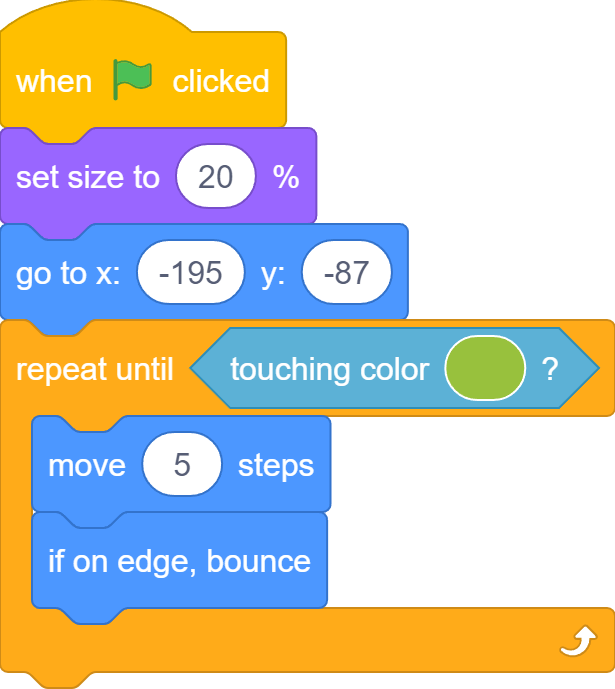 when clicked
set size to 20 %
go to x: -195 y: -87
repeat until touching color ?
move 5 steps
if on edge, bounce